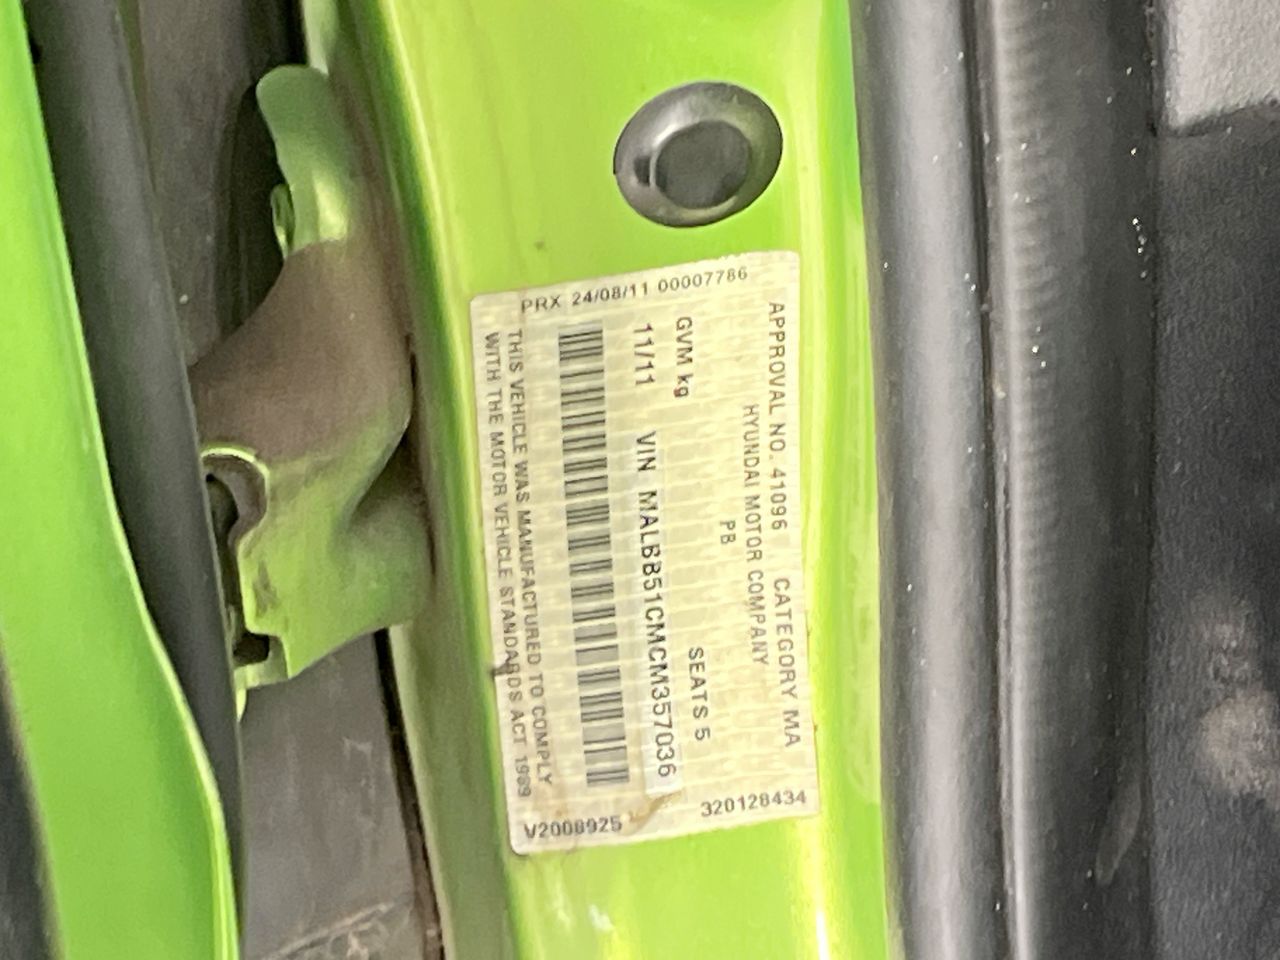 APPROVAL NO. 41096 CATEGORY MA
HYUNDAI MOTOR COMPANY
PB
GVM kg SEATS 5
11/11 VIN MALBB51CMCM357036
THIS VEHICLE WAS MANUFACTURED TO COMPLY
WITH THE MOTOR VEHICLE STANDARDS ACT 1989
PRX 24/08/11 00007786
320128434
V2008925